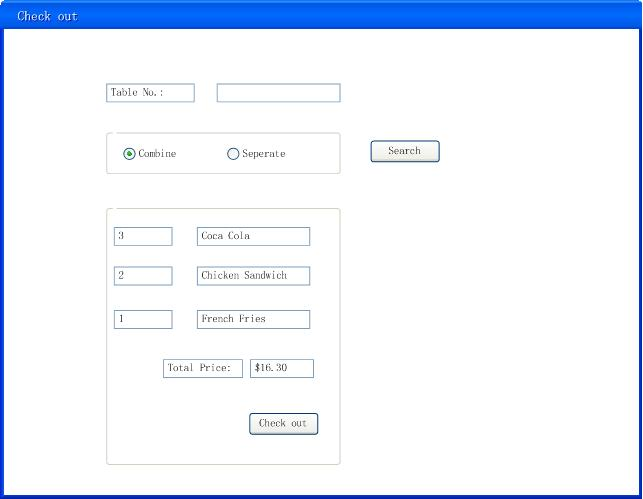 Check out
Table No.:
Combine Seperate Search
3 Coca Cola
2 Chicken Sandwich
1 French Fries
Total Price: $16.30
Check out